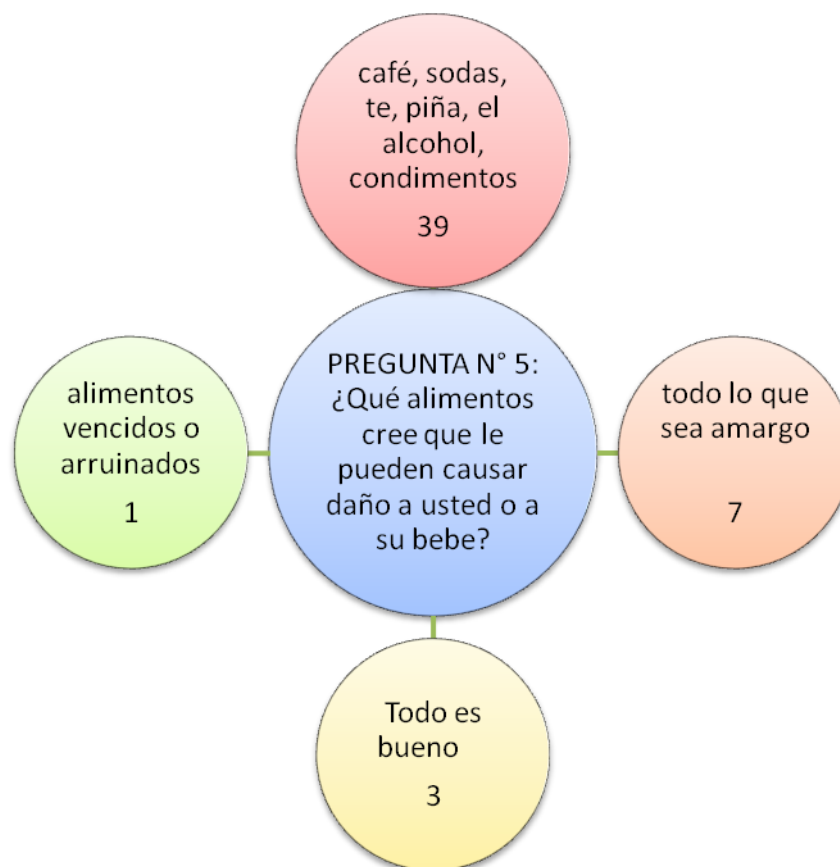 café, sodas,
te, piña, el
alcohol,
condimentos
39
alimentos
vencidos o
arruinados
1
PREGUNTA N° 5:
¿Qué alimentos
cree que le
pueden causar
daño a usted o a
su bebe?
todo lo que
sea amargo
7
Todo es
bueno
3